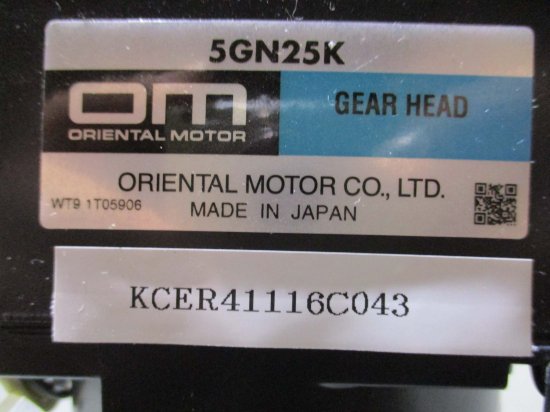 5GN25K
OM
ORIENTAL MOTOR
GEAR HEAD
ORIENTAL MOTOR CO., LTD.
WT9 1T05906
MADE IN JAPAN
KCER41116C043